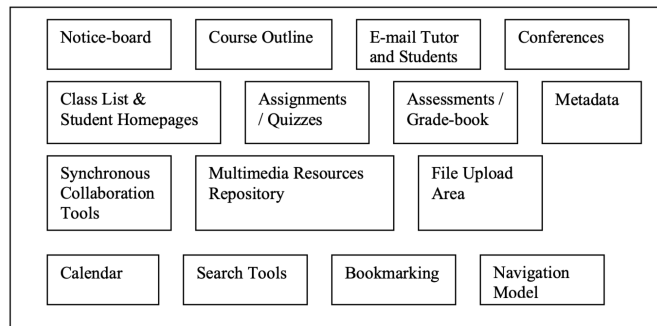 Notice-board
Course Outline
E-mail Tutor
and Students
Conferences
Class List &
Student Homepages
Assignments
/ Quizzes
Assessments /
Grade-book
Metadata
Synchronous
Collaboration
Tools
Multimedia Resources
Repository
File Upload
Area
Calendar
Search Tools
Bookmarking
Navigation
Model